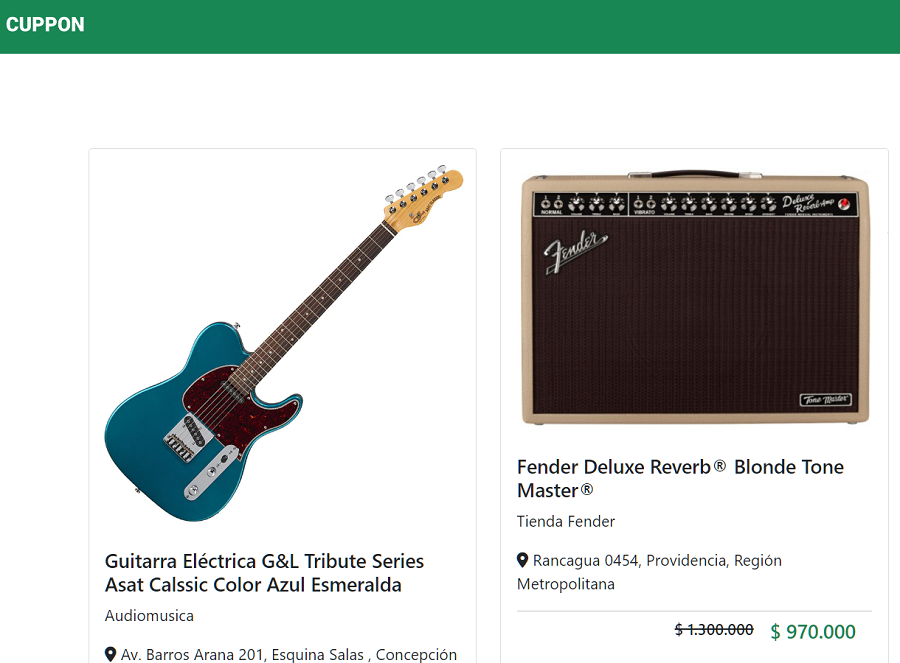 CUPPON
Guitarra Eléctrica G&L Tribute Series
Asat Calssic Color Azul Esmeralda
Audiomusica
Av. Barros Arana 201, Esquina Salas , Concepción
NORMAL
VIBRATO
Deluxe
Reverb-Amp
Fender
Tone Master
Fender Deluxe Reverb® Blonde Tone
Master®
Tienda Fender
Rancagua 0454, Providencia, Región
Metropolitana
$ 1.300.000 $ 970.000